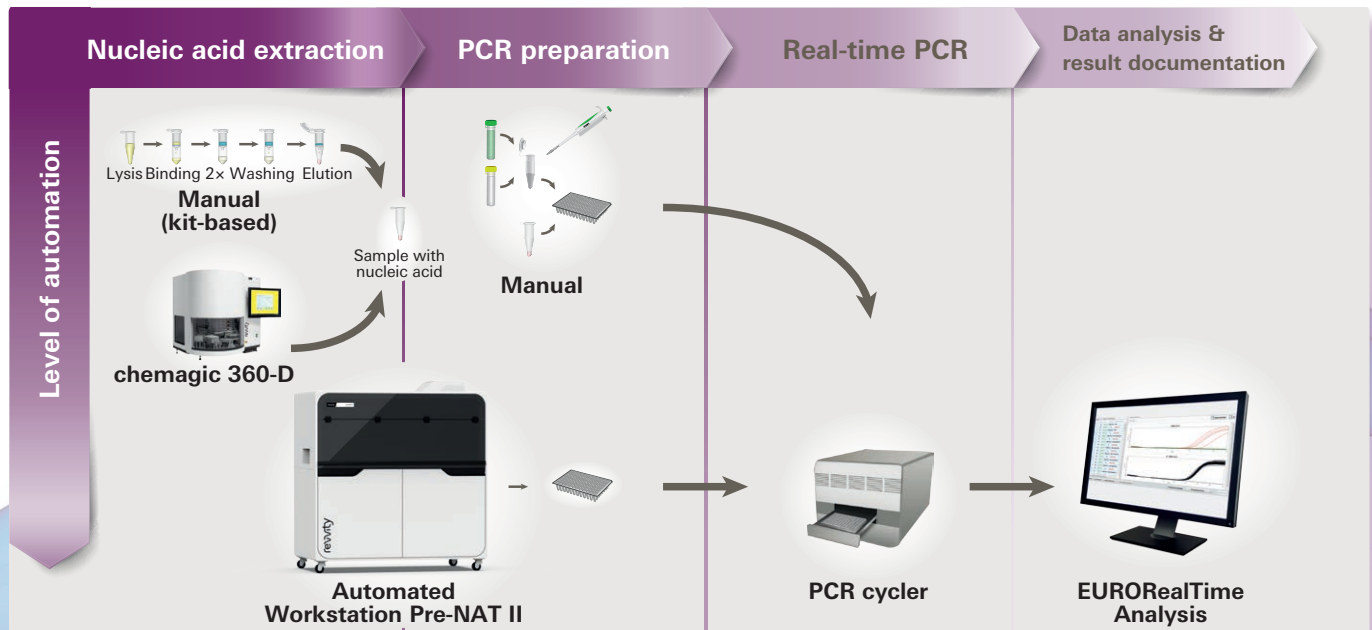 Nucleic acid extraction
PCR preparation
Real-time PCR
Data analysis &
result documentation
Level of automation
Lysis Binding 2× Washing Elution
Manual
(kit-based)
Sample with
nucleic acid
Manual
revvity
chemagic 360-D
revvity
Automated
Workstation Pre-NAT II
PCR cycler
EURORealTime
Analysis